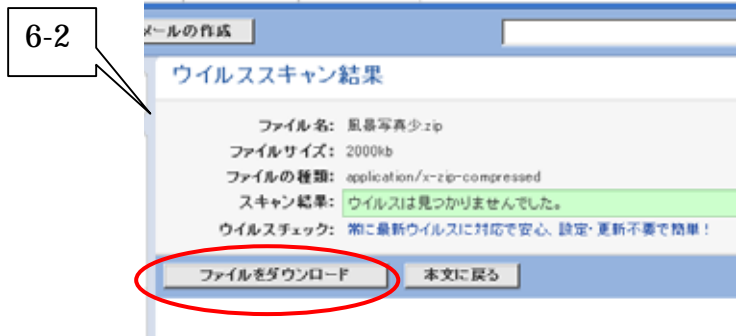 6-2
メールの作成
ウイルススキャン結果
ファイル名: 風景写真少.zip
ファイルサイズ: 2000kb
ファイルの種類: application/x-zip-compressed
スキャン結果: ウイルスは見つかりませんでした。
ウイルスチェック: 常に最新ウイルスに対応で安心、設定・更新不要で簡単!
ファイルをダウンロード 本文に戻る